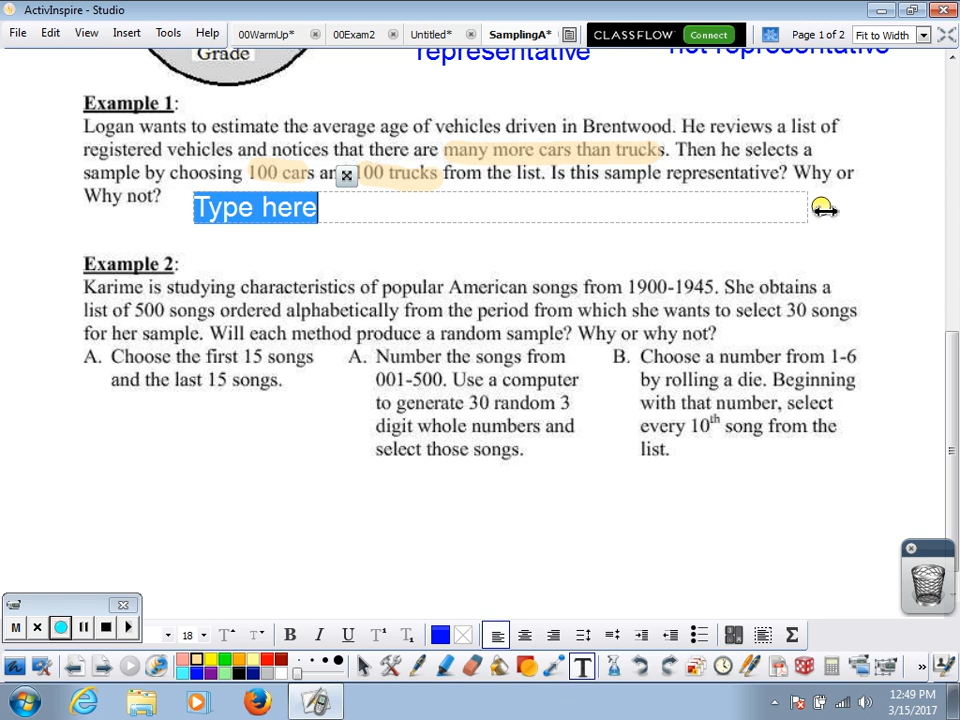 ActivInspire - Studio
File Edit View Insert Tools Help 00WarmUp* 00Exam2 Untitled* SamplingA* CLASSFLOW Connect Page 1 of 2 Fit to Width
Grade representative not representative
Example 1:
Logan wants to estimate the average age of vehicles driven in Brentwood. He reviews a list of
registered vehicles and notices that there are many more cars than trucks. Then he selects a
sample by choosing 100 cars an 100 trucks from the list. Is this sample representative? Why or
Why not?
Type here
Example 2:
Karime is studying characteristics of popular American songs from 1900-1945. She obtains a
list of 500 songs ordered alphabetically from the period from which she wants to select 30 songs
for her sample. Will each method produce a random sample? Why or why not?
A. Choose the first 15 songs
and the last 15 songs.
A. Number the songs from
001-500. Use a computer
to generate 30 random 3
digit whole numbers and
select those songs.
B. Choose a number from 1-6
by rolling a die. Beginning
with that number, select
every 10th song from the
list.
M
18 B I U
T
12:49 PM
3/15/2017